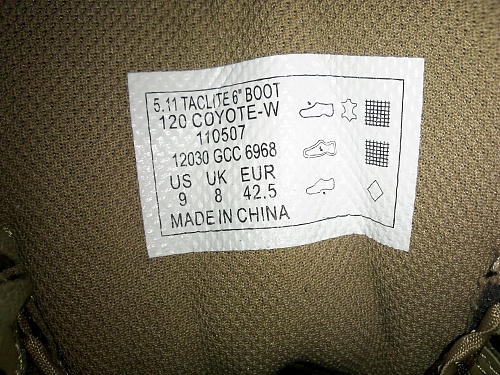 5.11 TACLITE 6" BOOT
120 COYOTE-W
110507
12030 GCC 6968
US UK EUR
9 8 42.5
MADE IN CHINA